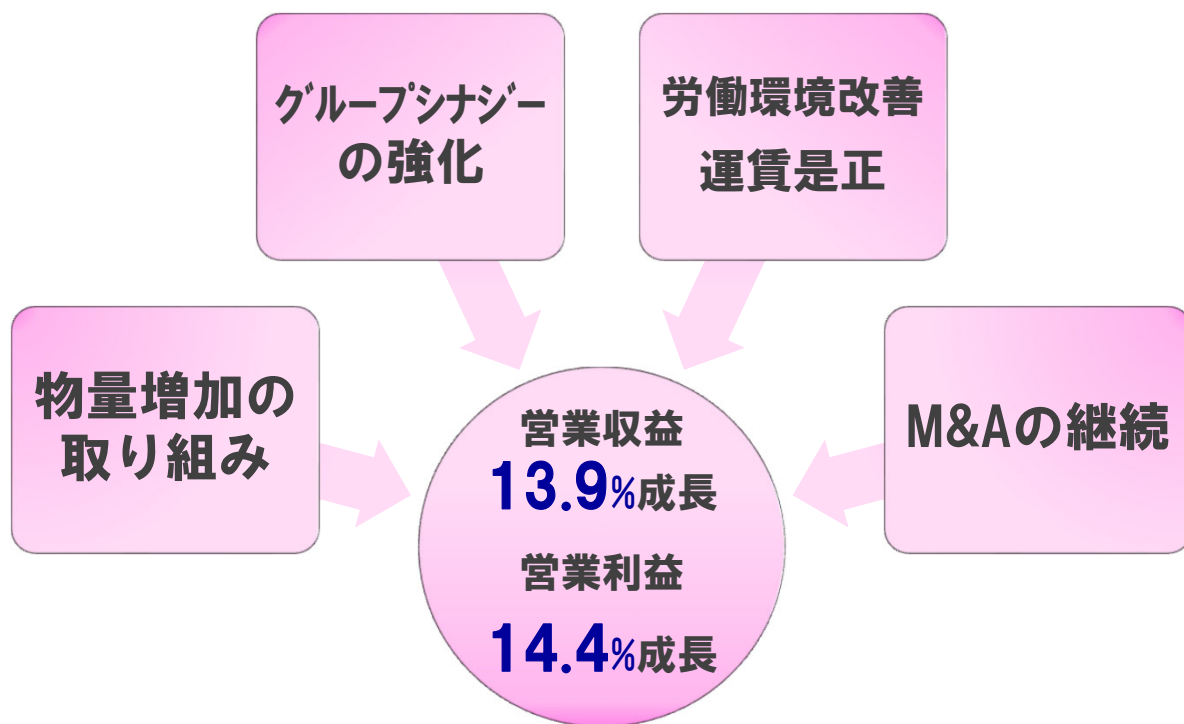 グループシナジー
の強化
労働環境改善
運賃是正
物量増加の
取り組み
M&Aの継続
営業収益
13.9%成長
営業利益
14.4%成長